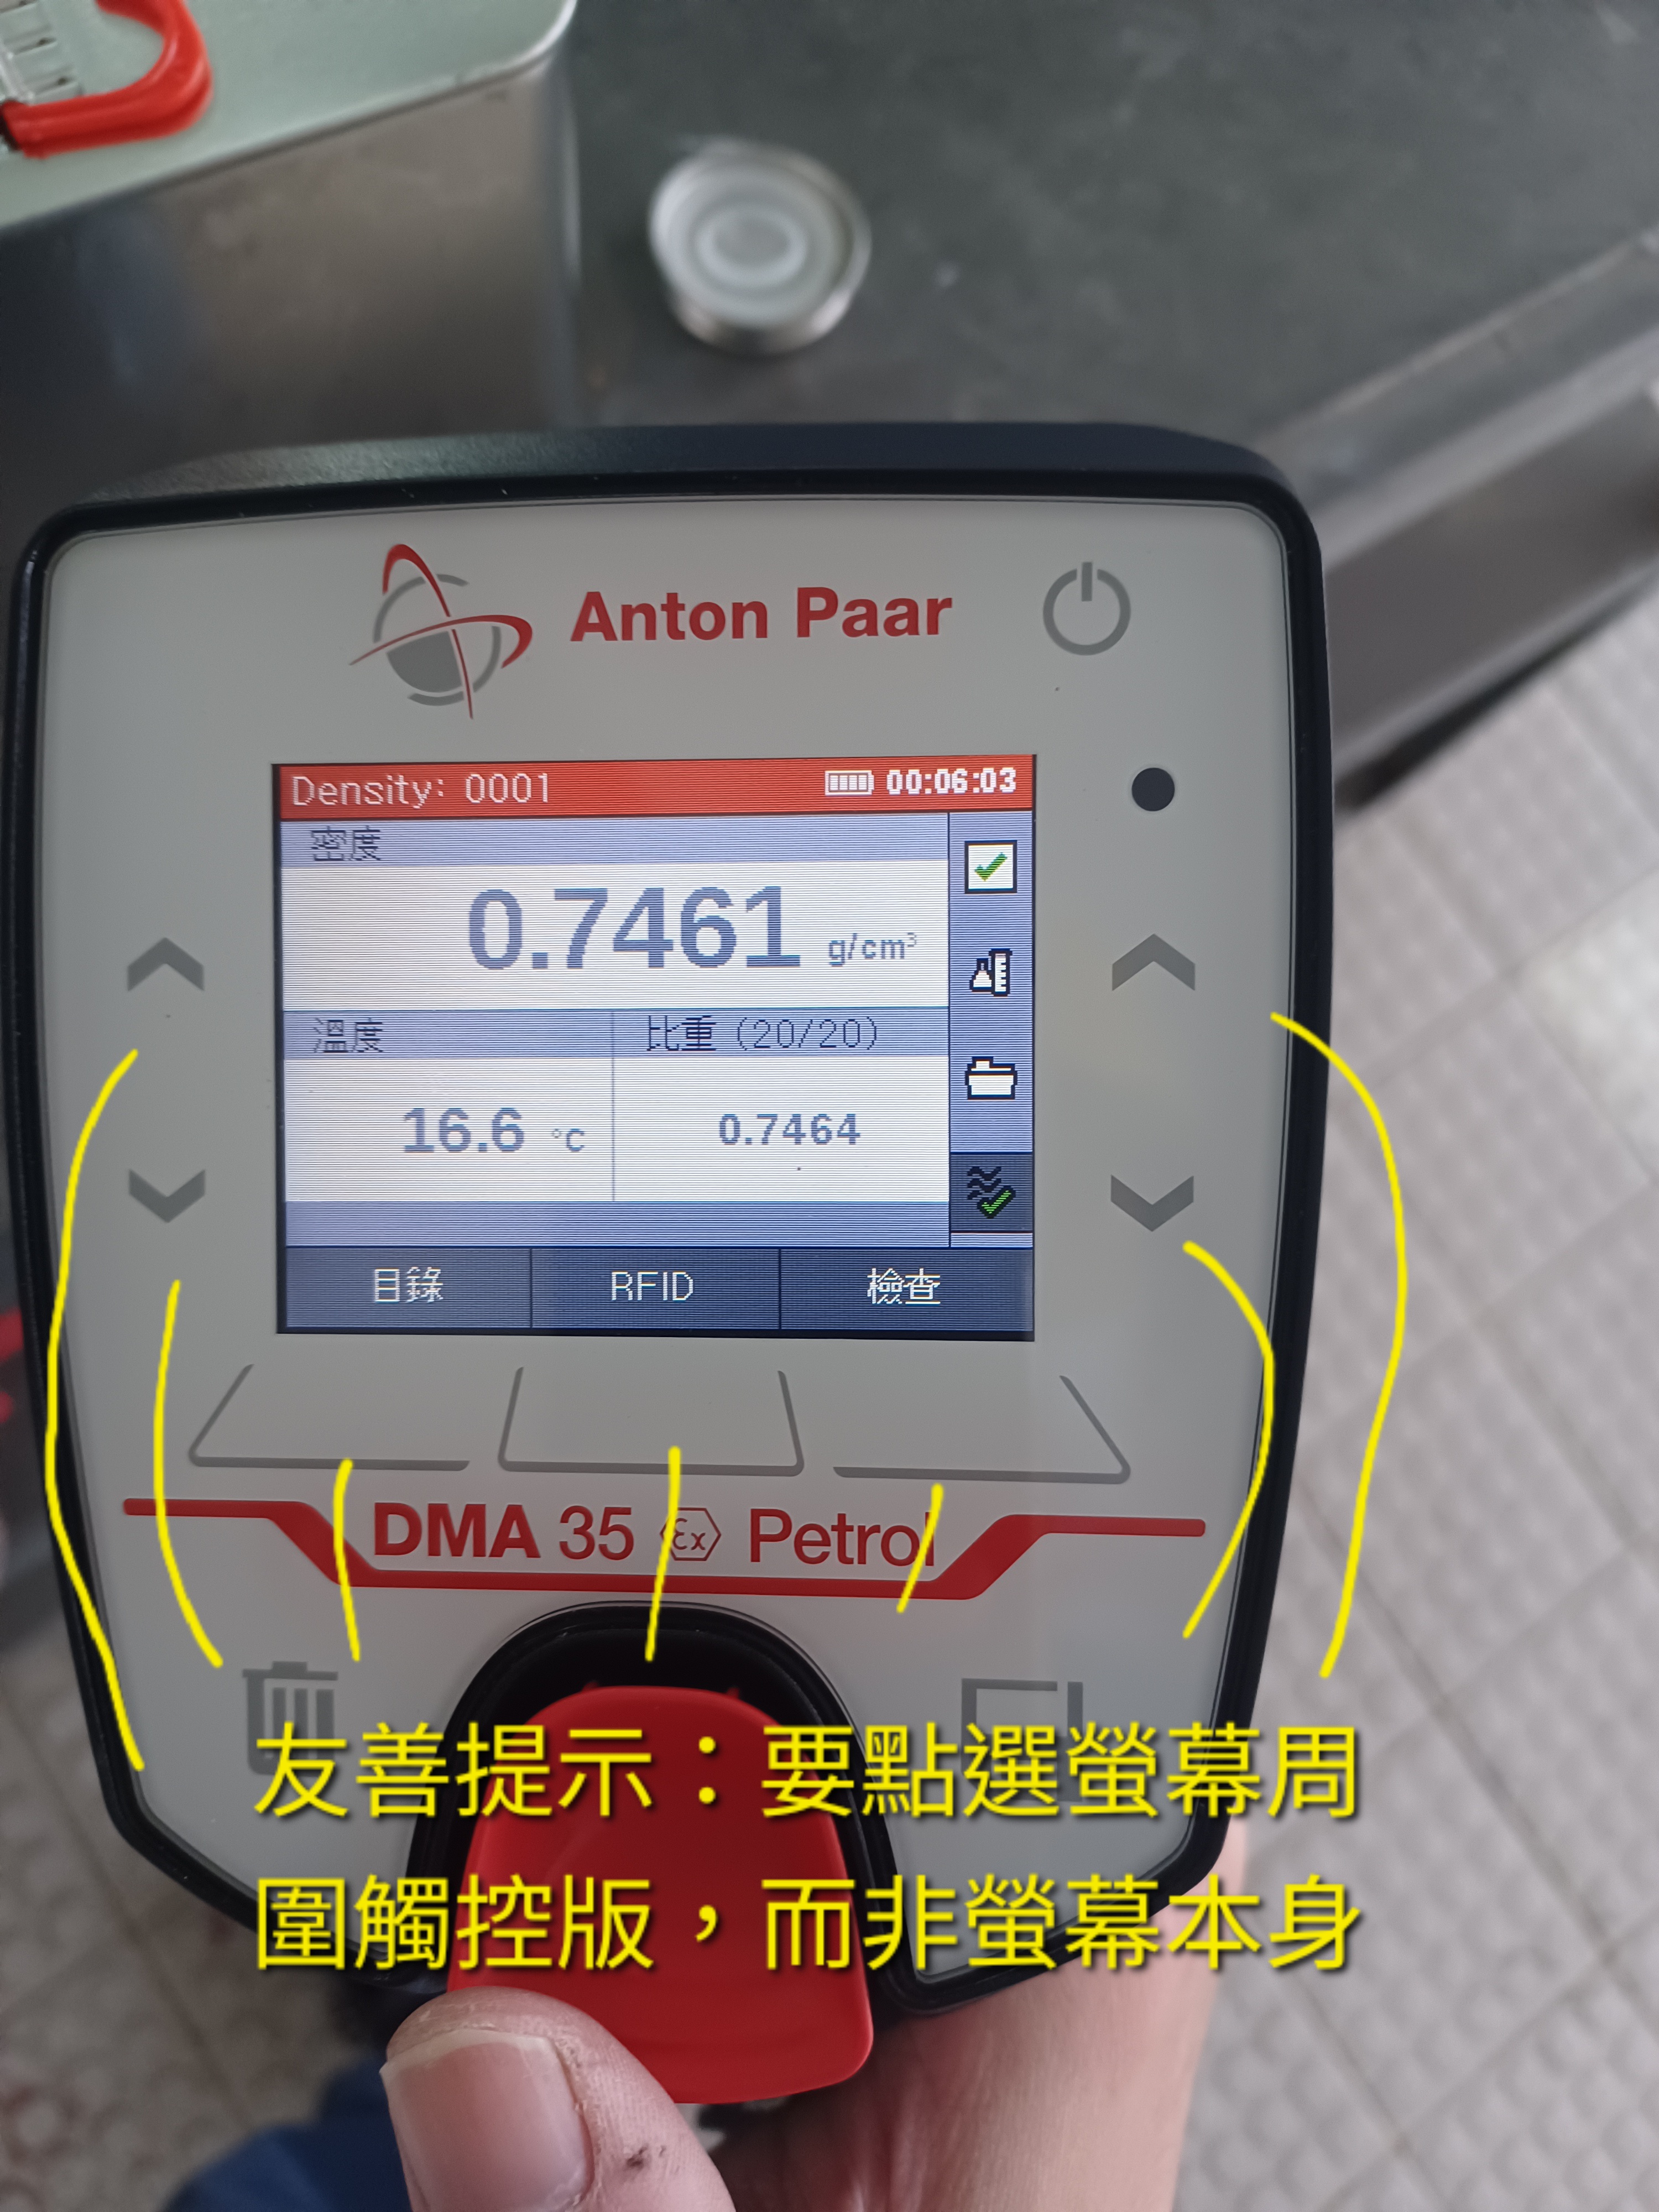 Anton Paar
Density: 0001 00:06:03
密度
0.7461 g/cm³
溫度 比重 (20/20)
16.6 °C 0.7464
目錄 RFID 檢查
DMA 35 Ex Petrol
友善提示：要點選螢幕周
圍觸控版，而非螢幕本身